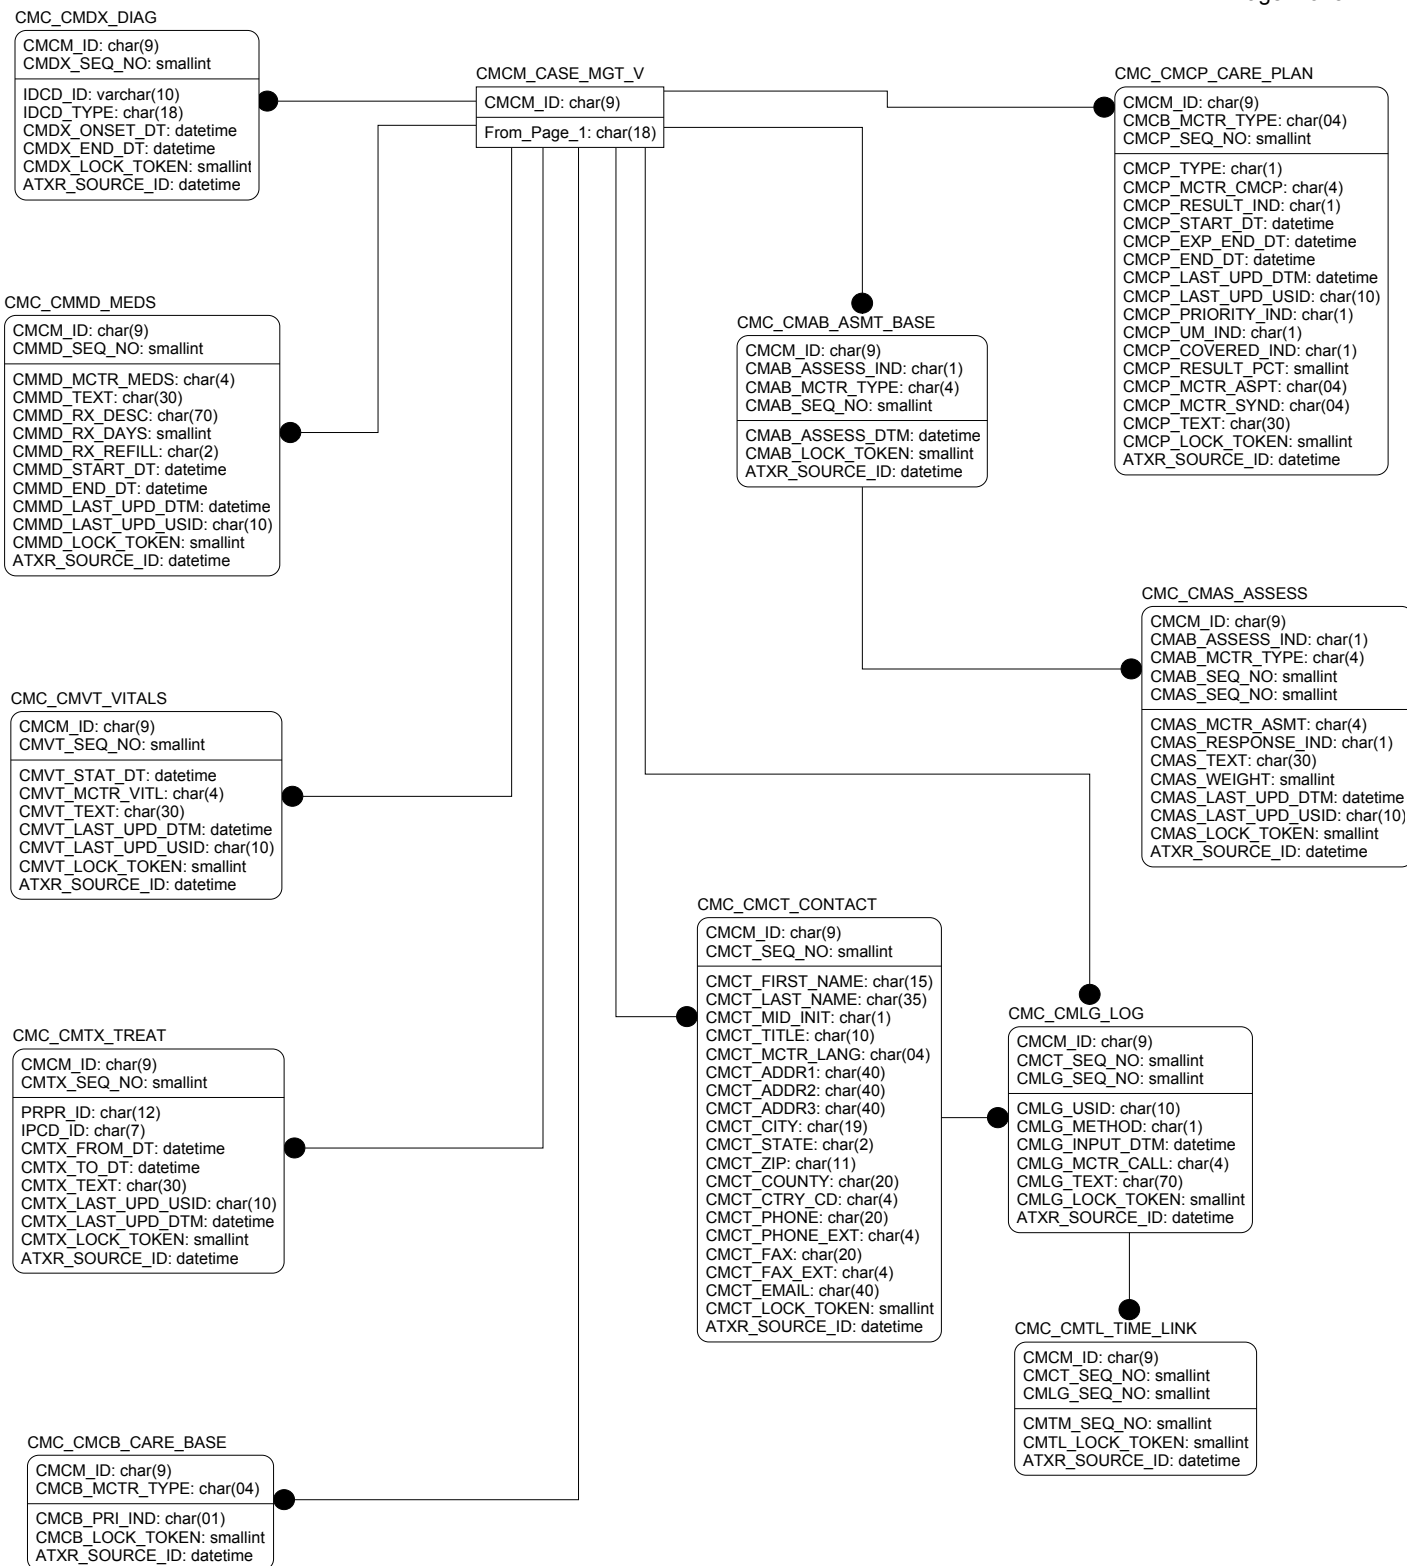 CMC_CMDX_DIAG
CMCM_ID: char(9)
CMDX_SEQ_NO: smallint
IDCD_ID: varchar(10)
IDCD_TYPE: char(18)
CMDX_ONSET_DT: datetime
CMDX_END_DT: datetime
CMDX_LOCK_TOKEN: smallint
ATXR_SOURCE_ID: datetime
CMCM_CASE_MGT_V
CMCM_ID: char(9)
From_Page_1: char(18)
CMC_CMCP_CARE_PLAN
CMCM_ID: char(9)
CMCB_MCTR_TYPE: char(04)
CMCP_SEQ_NO: smallint
CMCP_TYPE: char(1)
CMCP_MCTR_CMCP: char(4)
CMCP_RESULT_IND: char(1)
CMCP_START_DT: datetime
CMCP_EXP_END_DT: datetime
CMCP_END_DT: datetime
CMCP_LAST_UPD_DTM: datetime
CMCP_LAST_UPD_USID: char(10)
CMCP_PRIORITY_IND: char(1)
CMCP_UM_IND: char(1)
CMCP_COVERED_IND: char(1)
CMCP_RESULT_PCT: smallint
CMCP_MCTR_ASPT: char(04)
CMCP_MCTR_SYND: char(04)
CMCP_TEXT: char(30)
CMCP_LOCK_TOKEN: smallint
ATXR_SOURCE_ID: datetime
CMC_CMMD_MEDS
CMCM_ID: char(9)
CMMD_SEQ_NO: smallint
CMMD_MCTR_MEDS: char(4)
CMMD_TEXT: char(30)
CMMD_RX_DESC: char(70)
CMMD_RX_DAYS: smallint
CMMD_RX_REFILL: char(2)
CMMD_START_DT: datetime
CMMD_END_DT: datetime
CMMD_LAST_UPD_DTM: datetime
CMMD_LAST_UPD_USID: char(10)
CMMD_LOCK_TOKEN: smallint
ATXR_SOURCE_ID: datetime
CMC_CMAB_ASMT_BASE
CMCM_ID: char(9)
CMAB_ASSESS_IND: char(1)
CMAB_MCTR_TYPE: char(4)
CMAB_SEQ_NO: smallint
CMAB_ASSESS_DTM: datetime
CMAB_LOCK_TOKEN: smallint
ATXR_SOURCE_ID: datetime
CMC_CMAS_ASSESS
CMCM_ID: char(9)
CMAB_ASSESS_IND: char(1)
CMAB_MCTR_TYPE: char(4)
CMAB_SEQ_NO: smallint
CMAS_SEQ_NO: smallint
CMAS_MCTR_ASMT: char(4)
CMAS_RESPONSE_IND: char(1)
CMAS_TEXT: char(30)
CMAS_WEIGHT: smallint
CMAS_LAST_UPD_DTM: datetime
CMAS_LAST_UPD_USID: char(10)
CMAS_LOCK_TOKEN: smallint
ATXR_SOURCE_ID: datetime
CMC_CMVT_VITALS
CMCM_ID: char(9)
CMVT_SEQ_NO: smallint
CMVT_STAT_DT: datetime
CMVT_MCTR_VITL: char(4)
CMVT_TEXT: char(30)
CMVT_LAST_UPD_DTM: datetime
CMVT_LAST_UPD_USID: char(10)
CMVT_LOCK_TOKEN: smallint
ATXR_SOURCE_ID: datetime
CMC_CMCT_CONTACT
CMCM_ID: char(9)
CMCT_SEQ_NO: smallint
CMCT_FIRST_NAME: char(15)
CMCT_LAST_NAME: char(35)
CMCT_MID_INIT: char(1)
CMCT_TITLE: char(10)
CMCT_MCTR_LANG: char(04)
CMCT_ADDR1: char(40)
CMCT_ADDR2: char(40)
CMCT_ADDR3: char(40)
CMCT_CITY: char(19)
CMCT_STATE: char(2)
CMCT_ZIP: char(11)
CMCT_COUNTY: char(20)
CMCT_CTRY_CD: char(4)
CMCT_PHONE: char(20)
CMCT_PHONE_EXT: char(4)
CMCT_FAX: char(20)
CMCT_FAX_EXT: char(4)
CMCT_EMAIL: char(40)
CMCT_LOCK_TOKEN: smallint
ATXR_SOURCE_ID: datetime
CMC_CMLG_LOG
CMCM_ID: char(9)
CMCT_SEQ_NO: smallint
CMLG_SEQ_NO: smallint
CMLG_USID: char(10)
CMLG_METHOD: char(1)
CMLG_INPUT_DTM: datetime
CMLG_MCTR_CALL: char(4)
CMLG_TEXT: char(70)
CMLG_LOCK_TOKEN: smallint
ATXR_SOURCE_ID: datetime
CMC_CMTX_TREAT
CMCM_ID: char(9)
CMTX_SEQ_NO: smallint
PRPR_ID: char(12)
IPCD_ID: char(7)
CMTX_FROM_DT: datetime
CMTX_TO_DT: datetime
CMTX_TEXT: char(30)
CMTX_LAST_UPD_USID: char(10)
CMTX_LAST_UPD_DTM: datetime
CMTX_LOCK_TOKEN: smallint
ATXR_SOURCE_ID: datetime
CMC_CMTL_TIME_LINK
CMCM_ID: char(9)
CMCT_SEQ_NO: smallint
CMLG_SEQ_NO: smallint
CMTM_SEQ_NO: smallint
CMTL_LOCK_TOKEN: smallint
ATXR_SOURCE_ID: datetime
CMC_CMCB_CARE_BASE
CMCM_ID: char(9)
CMCB_MCTR_TYPE: char(04)
CMCB_PRI_IND: char(01)
CMCB_LOCK_TOKEN: smallint
ATXR_SOURCE_ID: datetime